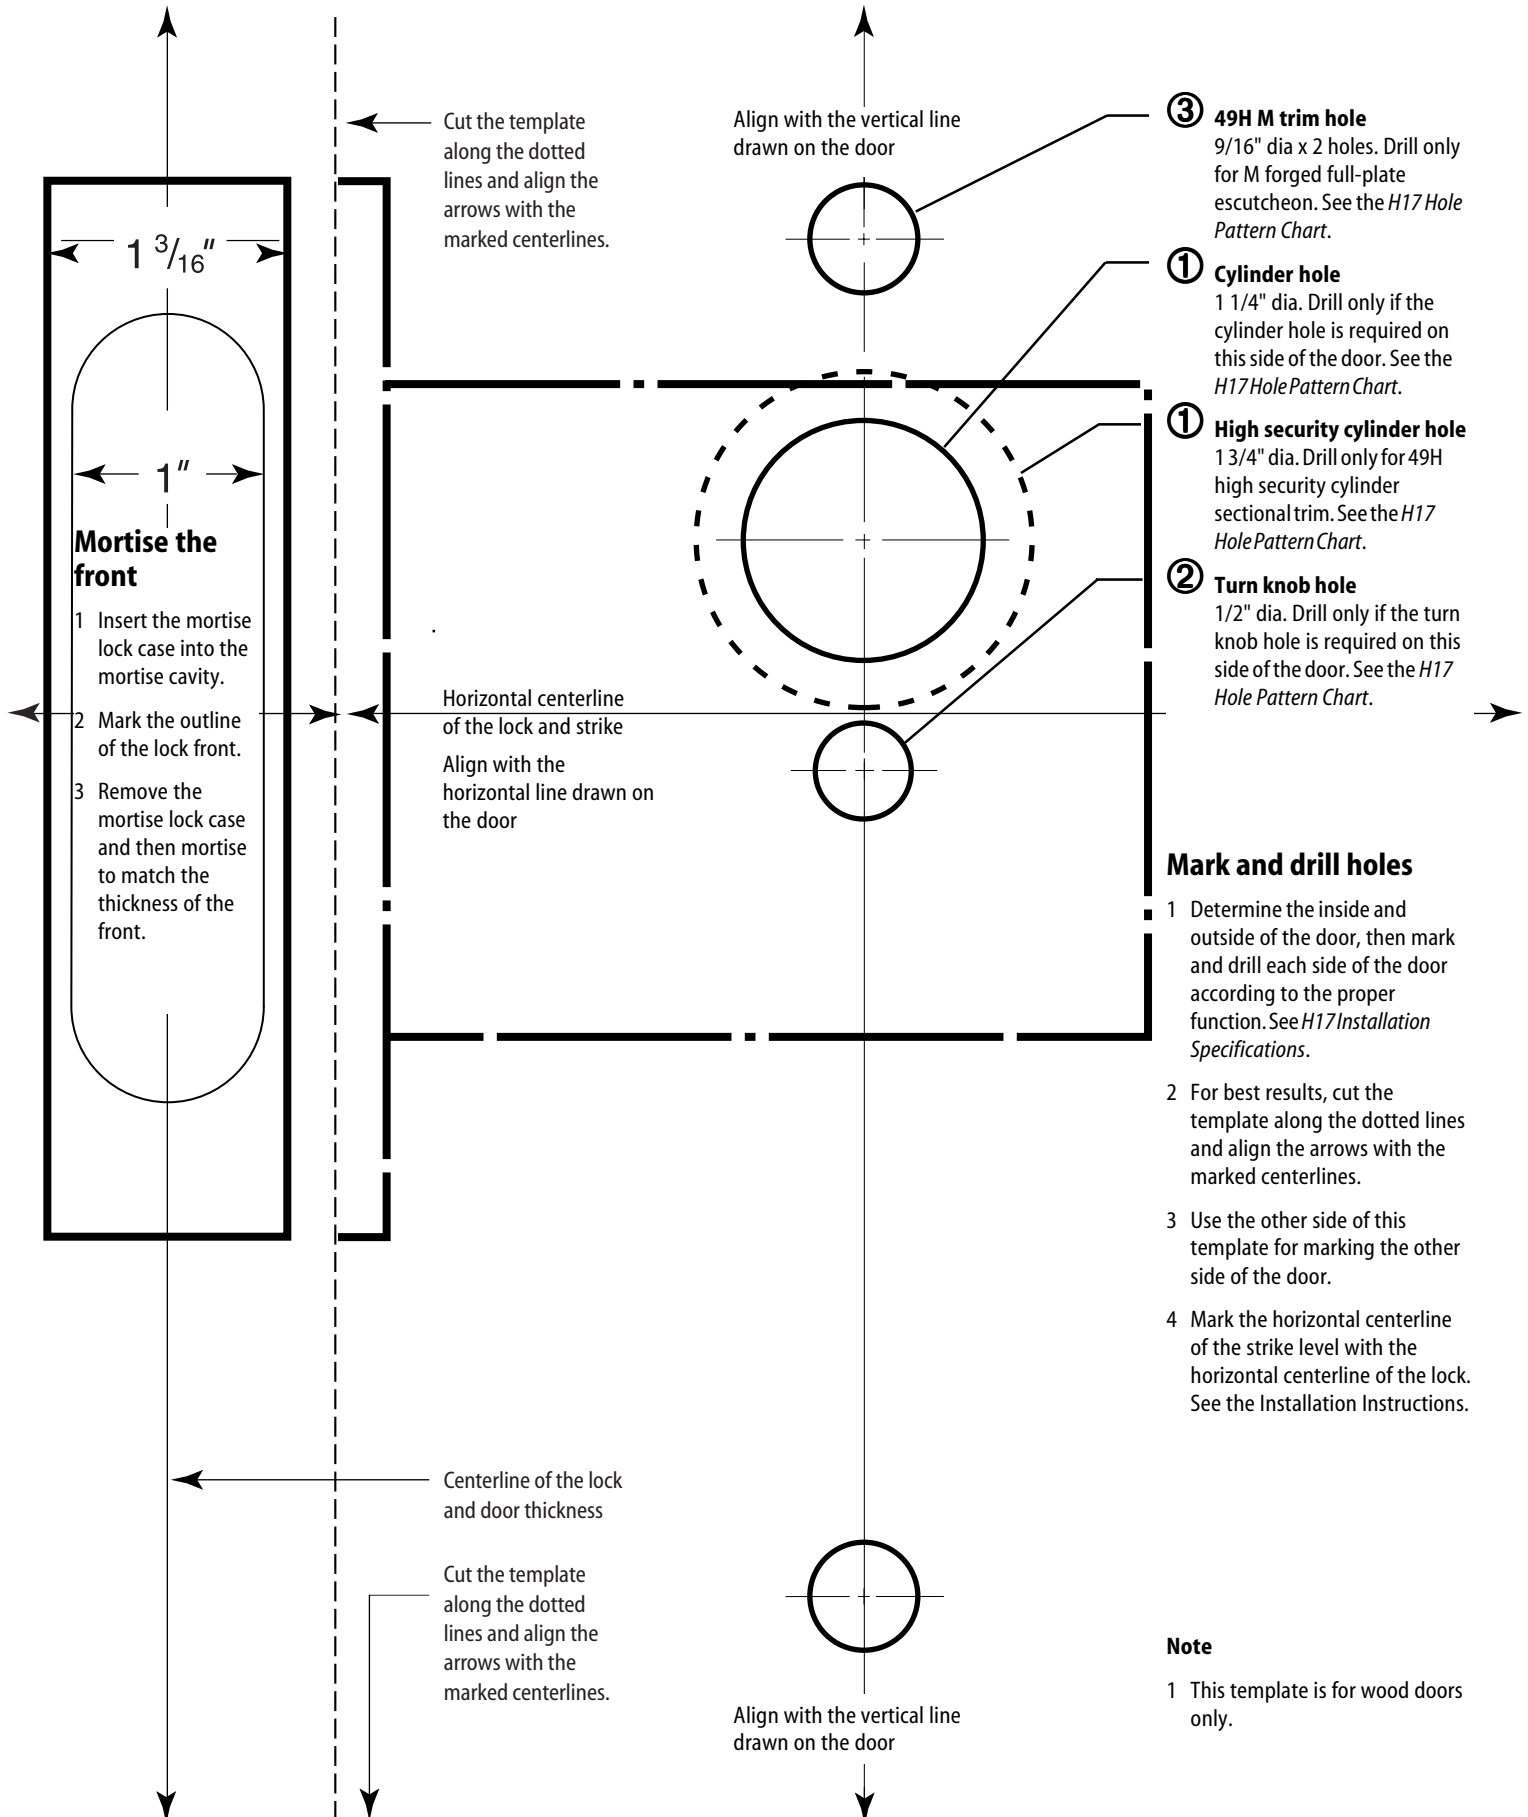 1 3/16"
1"
Mortise the
front
1 Insert the mortise
lock case into the
mortise cavity.
2 Mark the outline
of the lock front.
3 Remove the
mortise lock case
and then mortise
to match the
thickness of the
front.
Cut the template
along the dotted
lines and align the
arrows with the
marked centerlines.
Horizontal centerline
of the lock and strike
Align with the
horizontal line drawn on
the door
Centerline of the lock
and door thickness
Cut the template
along the dotted
lines and align the
arrows with the
marked centerlines.
Align with the vertical line
drawn on the door
Align with the vertical line
drawn on the door
③ 49H M trim hole
9/16" dia x 2 holes. Drill only
for M forged full-plate
escutcheon. See the H17 Hole
Pattern Chart.
① Cylinder hole
1 1/4" dia. Drill only if the
cylinder hole is required on
this side of the door. See the
H17 Hole Pattern Chart.
① High security cylinder hole
1 3/4" dia. Drill only for 49H
high security cylinder
sectional trim. See the H17
Hole Pattern Chart.
② Turn knob hole
1/2" dia. Drill only if the turn
knob hole is required on this
side of the door. See the H17
Hole Pattern Chart.
Mark and drill holes
1 Determine the inside and
outside of the door, then mark
and drill each side of the door
according to the proper
function. See H17 Installation
Specifications.
2 For best results, cut the
template along the dotted lines
and align the arrows with the
marked centerlines.
3 Use the other side of this
template for marking the other
side of the door.
4 Mark the horizontal centerline
of the strike level with the
horizontal centerline of the lock.
See the Installation Instructions.
Note
1 This template is for wood doors
only.